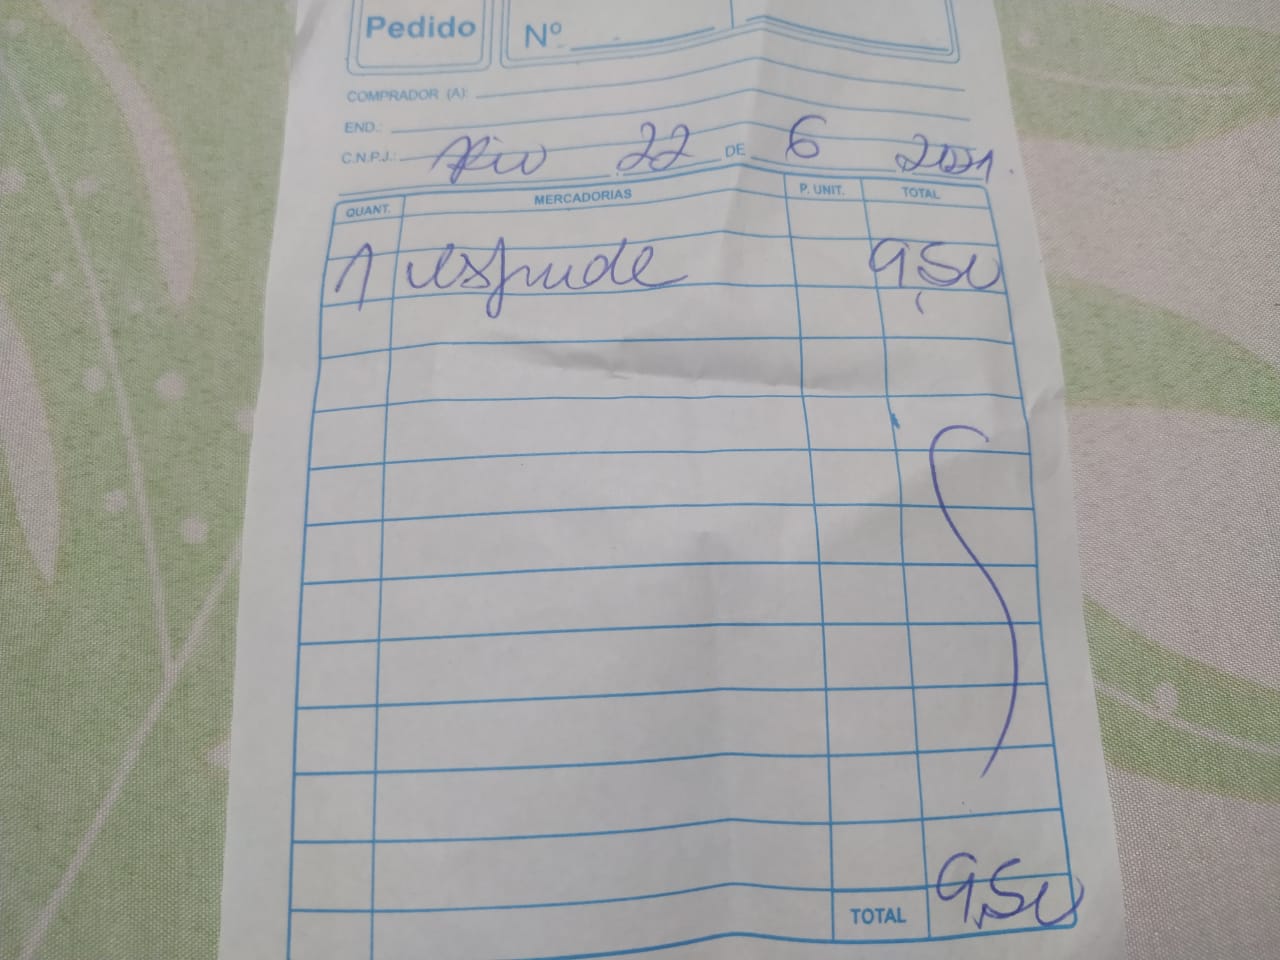 Pedido Nº
COMPRADOR (A):
END.:
C.N.P.J.: Rio 22 DE 6 2021.
QUANT. MERCADORIAS P. UNIT. TOTAL
1 9,50
TOTAL 9,50